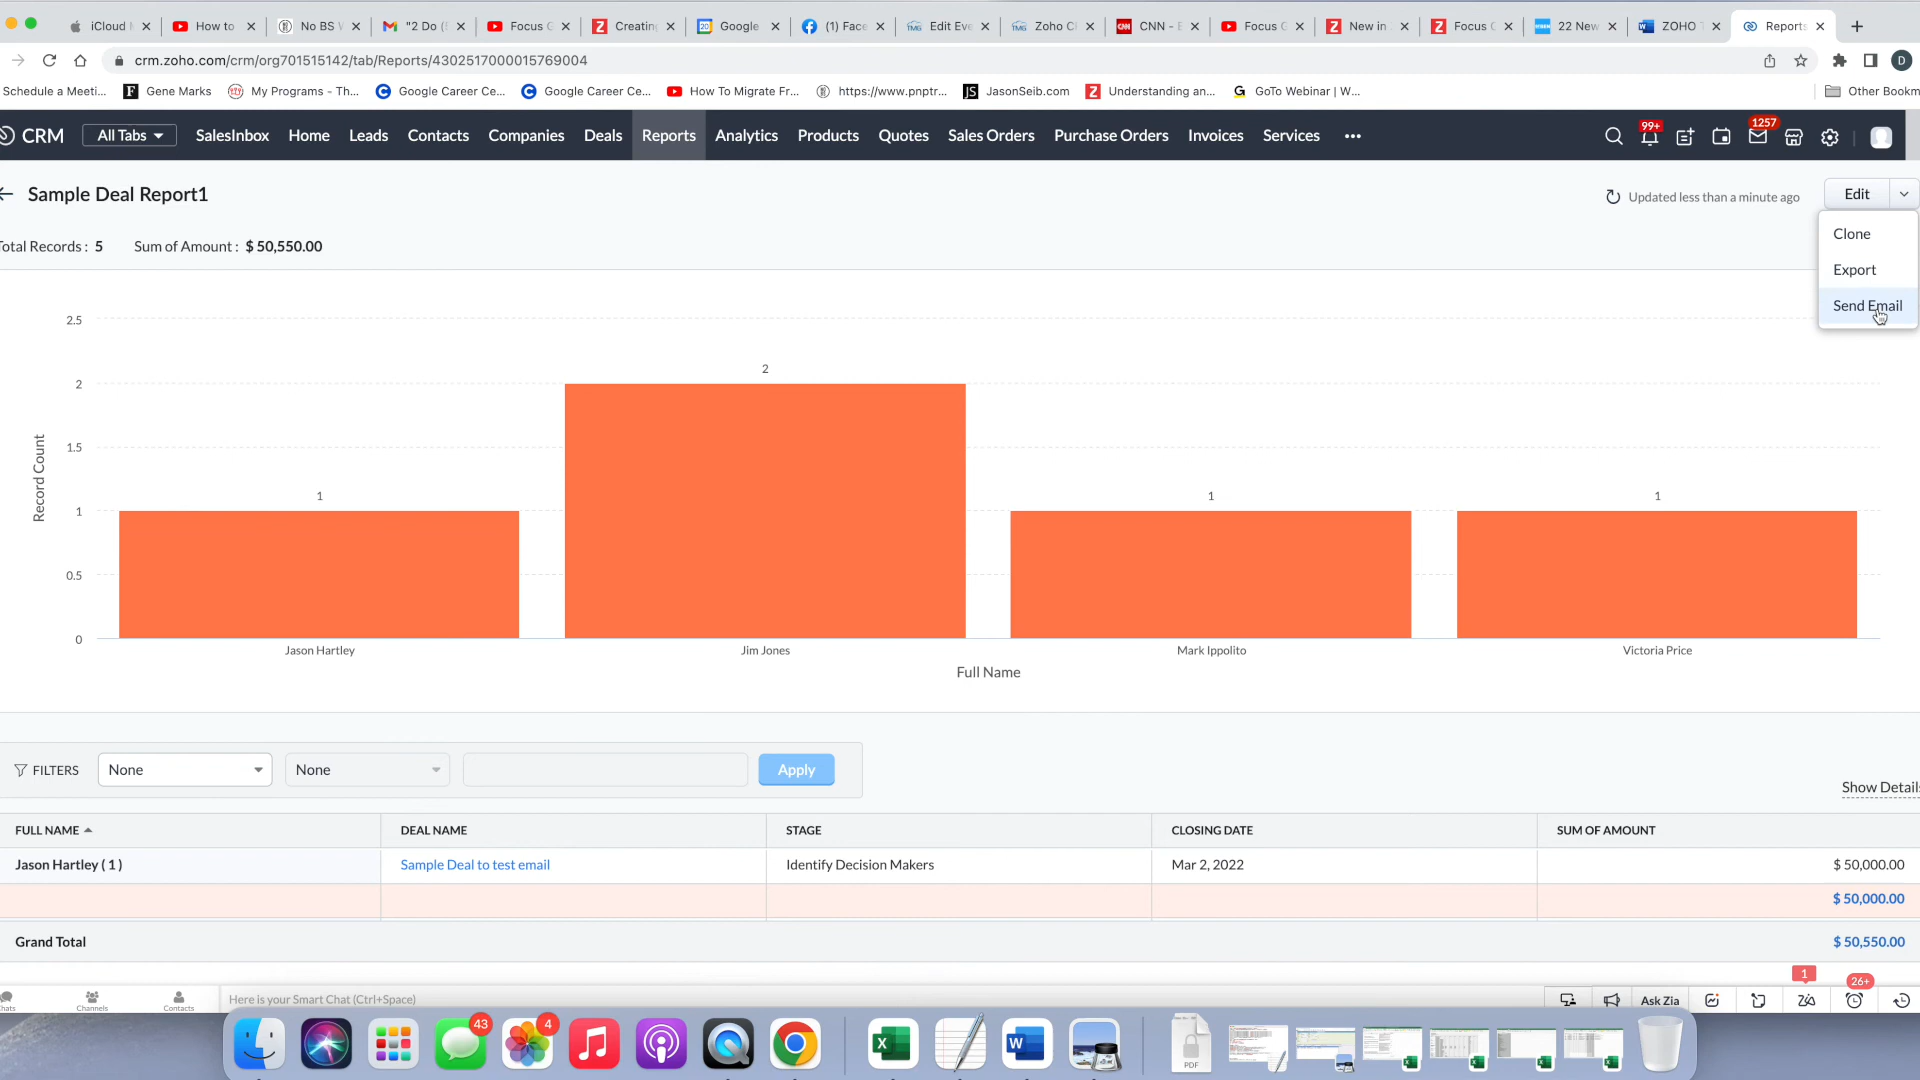 iCloud
How to
No BS
"2 Do (
Focus
Creatin
Google
(1) Face
Edit Eve
Zoho C
CNN -
Focus
New in
Focus
22 New
ZOHO T
Reports
crm.zoho.com/crm/org701515142/tab/Reports/4302517000015769004
D
Schedule a Meeti... Gene Marks My Programs - Th... Google Career Ce... Google Career Ce... How To Migrate Fr... https://www.pnptr... JasonSeib.com Understanding an... GoTo Webinar | W... Other Bookm
CRM All Tabs SalesInbox Home Leads Contacts Companies Deals Reports Analytics Products Quotes Sales Orders Purchase Orders Invoices Services ••• 99+ 1257
Sample Deal Report1
Updated less than a minute ago Edit
Clone
Export
Send Email
Total Records : 5 Sum of Amount : $ 50,550.00
2.5
2
1.5
1
0.5
0
Record Count
1
2
1
1
Jason Hartley Jim Jones Mark Ippolito Victoria Price
Full Name
FILTERS None None Apply
Show Details
FULL NAME DEAL NAME STAGE CLOSING DATE SUM OF AMOUNT
Jason Hartley ( 1 ) Sample Deal to test email Identify Decision Makers Mar 2, 2022 $ 50,000.00
$ 50,000.00
Grand Total $ 50,550.00
1 26+
Chats Channels Contacts Here is your Smart Chat (Ctrl+Space) Ask Zia
43 4
PDF